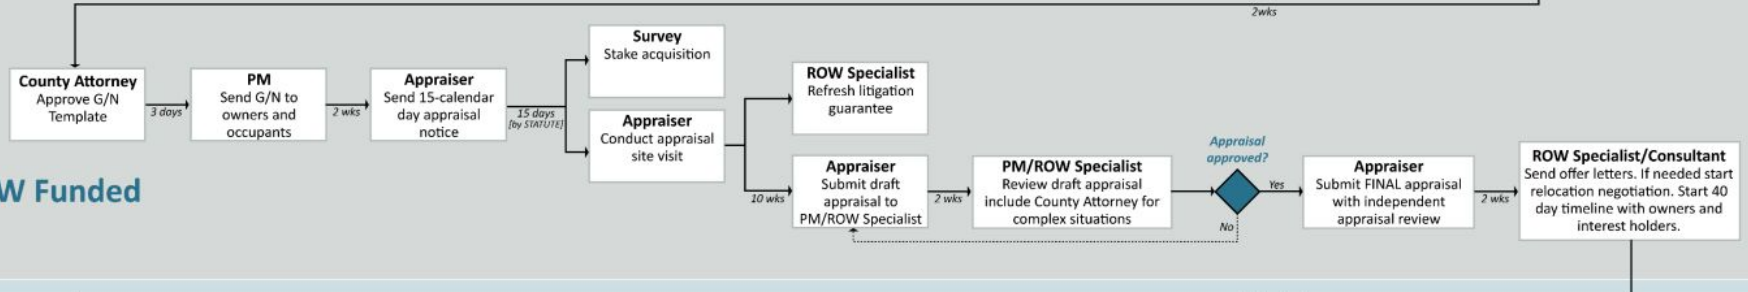 2wks
County Attorney
Approve G/N
Template
3 days
PM
Send G/N to
owners and
occupants
2 wks
Appraiser
Send 15-calendar
day appraisal
notice
15 days
[by STATUTE]
Survey
Stake acquisition
Appraiser
Conduct appraisal
site visit
ROW Specialist
Refresh litigation
guarantee
10 wks
Appraiser
Submit draft
appraisal to
PM/ROW Specialist
2 wks
PM/ROW Specialist
Review draft appraisal
include County Attorney for
complex situations
Appraisal
approved?
Yes
No
Appraiser
Submit FINAL appraisal
with independent
appraisal review
2 wks
ROW Specialist/Consultant
Send offer letters. If needed start
relocation negotiation. Start 40
day timeline with owners and
interest holders.
W Funded